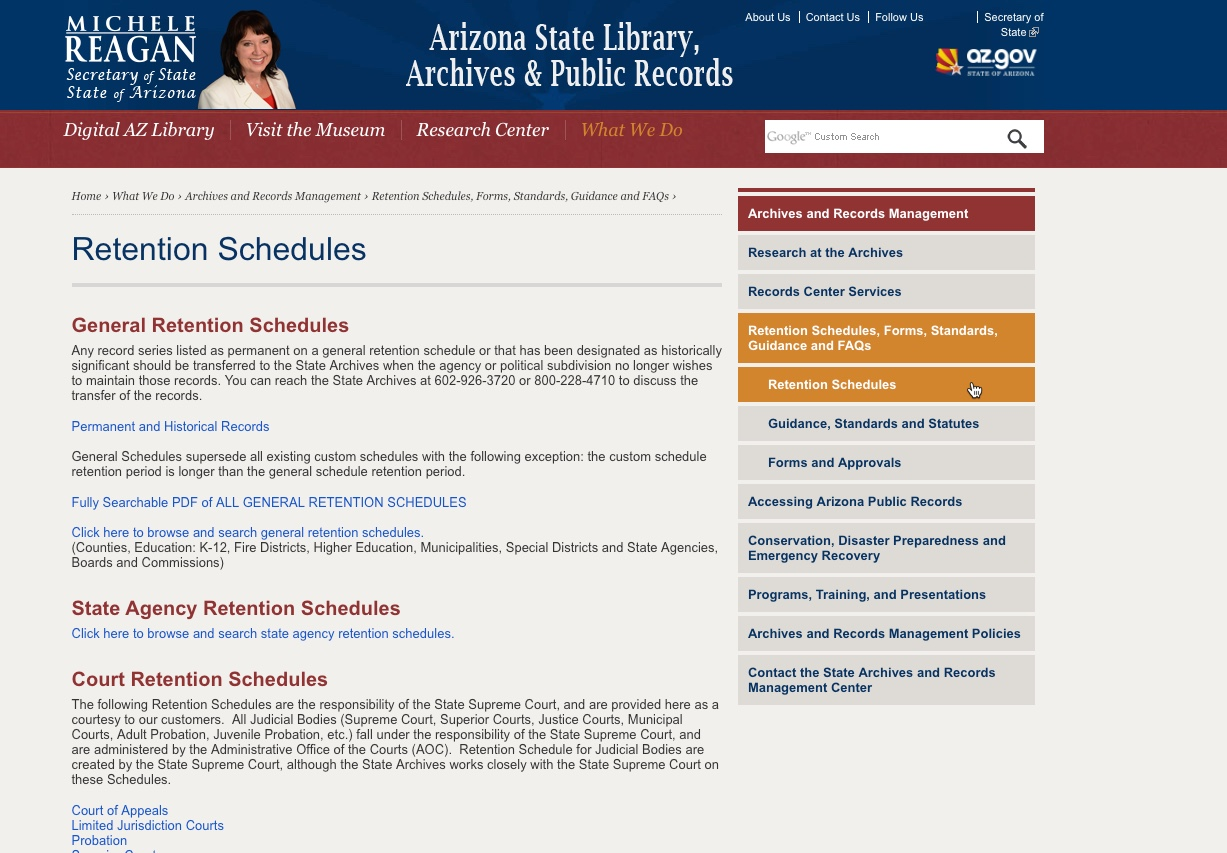 MICHELE
REAGAN
Secretary of State
State of Arizona
Arizona State Library,
Archives & Public Records
About Us
Contact Us
Follow Us
Secretary of
State
az.gov
STATE OF ARIZONA
Digital AZ Library
Visit the Museum
Research Center
What We Do
Google™ Custom Search
Home › What We Do › Archives and Records Management › Retention Schedules, Forms, Standards, Guidance and FAQs ›
Retention Schedules
General Retention Schedules
Any record series listed as permanent on a general retention schedule or that has been designated as historically
significant should be transferred to the State Archives when the agency or political subdivision no longer wishes
to maintain those records. You can reach the State Archives at 602-926-3720 or 800-228-4710 to discuss the
transfer of the records.
Permanent and Historical Records
General Schedules supersede all existing custom schedules with the following exception: the custom schedule
retention period is longer than the general schedule retention period.
Fully Searchable PDF of ALL GENERAL RETENTION SCHEDULES
Click here to browse and search general retention schedules.
(Counties, Education: K-12, Fire Districts, Higher Education, Municipalities, Special Districts and State Agencies,
Boards and Commissions)
State Agency Retention Schedules
Click here to browse and search state agency retention schedules.
Court Retention Schedules
The following Retention Schedules are the responsibility of the State Supreme Court, and are provided here as a
courtesy to our customers.  All Judicial Bodies (Supreme Court, Superior Courts, Justice Courts, Municipal
Courts, Adult Probation, Juvenile Probation, etc.) fall under the responsibility of the State Supreme Court, and
are administered by the Administrative Office of the Courts (AOC).  Retention Schedule for Judicial Bodies are
created by the State Supreme Court, although the State Archives works closely with the State Supreme Court on
these Schedules.
Court of Appeals
Limited Jurisdiction Courts
Probation
Archives and Records Management
Research at the Archives
Records Center Services
Retention Schedules, Forms, Standards,
Guidance and FAQs
Retention Schedules
Guidance, Standards and Statutes
Forms and Approvals
Accessing Arizona Public Records
Conservation, Disaster Preparedness and
Emergency Recovery
Programs, Training, and Presentations
Archives and Records Management Policies
Contact the State Archives and Records
Management Center